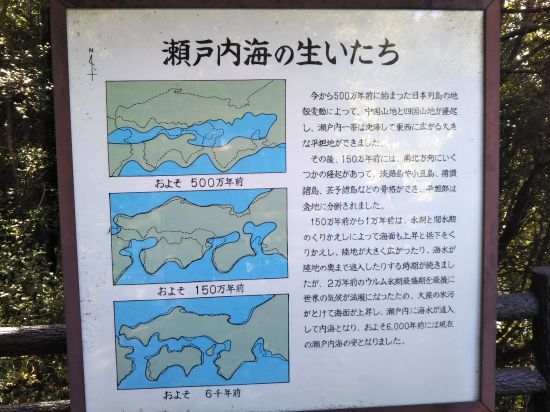 瀬戸内海の生いたち
N
およそ 500万年前
およそ 150万年前
およそ 6千年前
今から500万年前に始まった日本列島の地
殻変動によって、中国山地と四国山地が隆起
し、瀬戸内一帯は沈降して東西に広がる大き
な平坦地ができました。
その後、150万年前には、南北方向にいく
つかの隆起があって、淡路島や小豆島、備讃
諸島、芸予諸島などの骨格ができ、平坦部は
盆地に分断されました。
150万年前から1万年前は、氷期と間氷期
のくりかえしによって海面も上昇と低下をく
りかえし、陸地が大きく広がったり、海水が
陸地の奥まで進入したりする時期が続きまし
たが、2万年前のウルム氷期最盛期を最後に
世界の気候が温暖になったため、大陸の氷河
がとけて海面が上昇し、瀬戸内に海水が進入
して内海となり、およそ6,000年前には現在
の瀬戸内海の姿となりました。